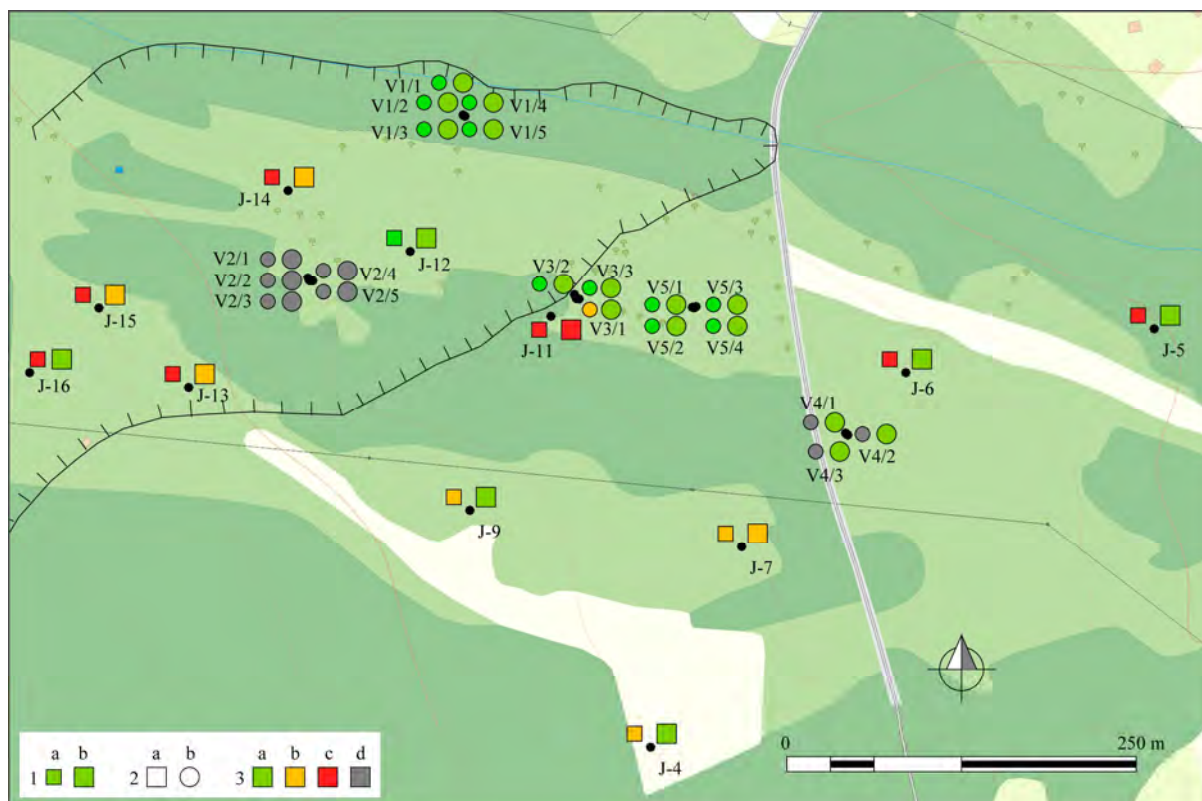 V1/1
V1/2 V1/4
V1/3 V1/5
J-14
J-12
V2/1
V2/4
V2/2
V2/5
V2/3
V3/2 V3/3
V5/1 V5/3
V3/1
J-11
V5/2 V5/4
J-15
J-5
J-16
J-13
J-6
V4/1
V4/2
V4/3
J-9
J-7
J-4
0 250 m
a b a b a b c d
1 2 3